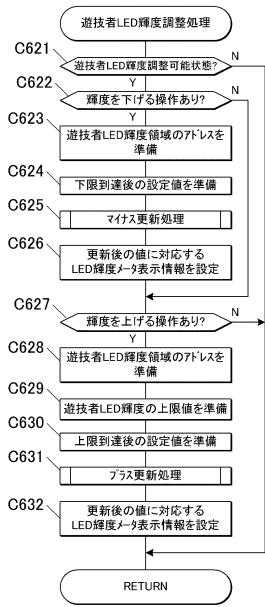 遊技者LED輝度調整処理
C621
遊技者LED輝度調整可能状態?
N
Y
C622
輝度を下げる操作あり?
N
Y
C623
遊技者LED輝度領域のアドレスを
準備
C624
下限到達後の設定値を準備
C625
マイナス更新処理
C626
更新後の値に対応する
LED輝度メータ表示情報を設定
C627
輝度を上げる操作あり?
N
Y
C628
遊技者LED輝度領域のアドレスを
準備
C629
遊技者LED輝度の上限値を準備
C630
上限到達後の設定値を準備
C631
プラス更新処理
C632
更新後の値に対応する
LED輝度メータ表示情報を設定
RETURN